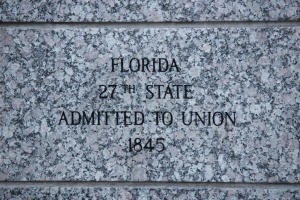 FLORIDA
27TH STATE
ADMITTED TO UNION
1845